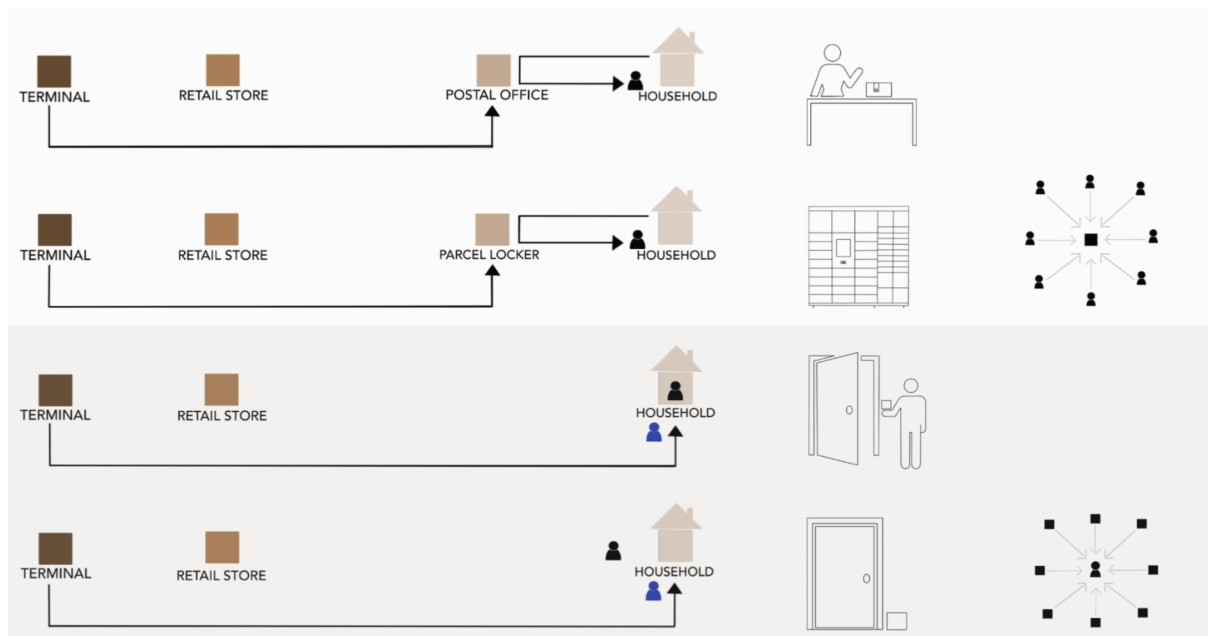 TERMINAL
RETAIL STORE
POSTAL OFFICE
HOUSEHOLD
TERMINAL
RETAIL STORE
PARCEL LOCKER
HOUSEHOLD
TERMINAL
RETAIL STORE
HOUSEHOLD
TERMINAL
RETAIL STORE
HOUSEHOLD